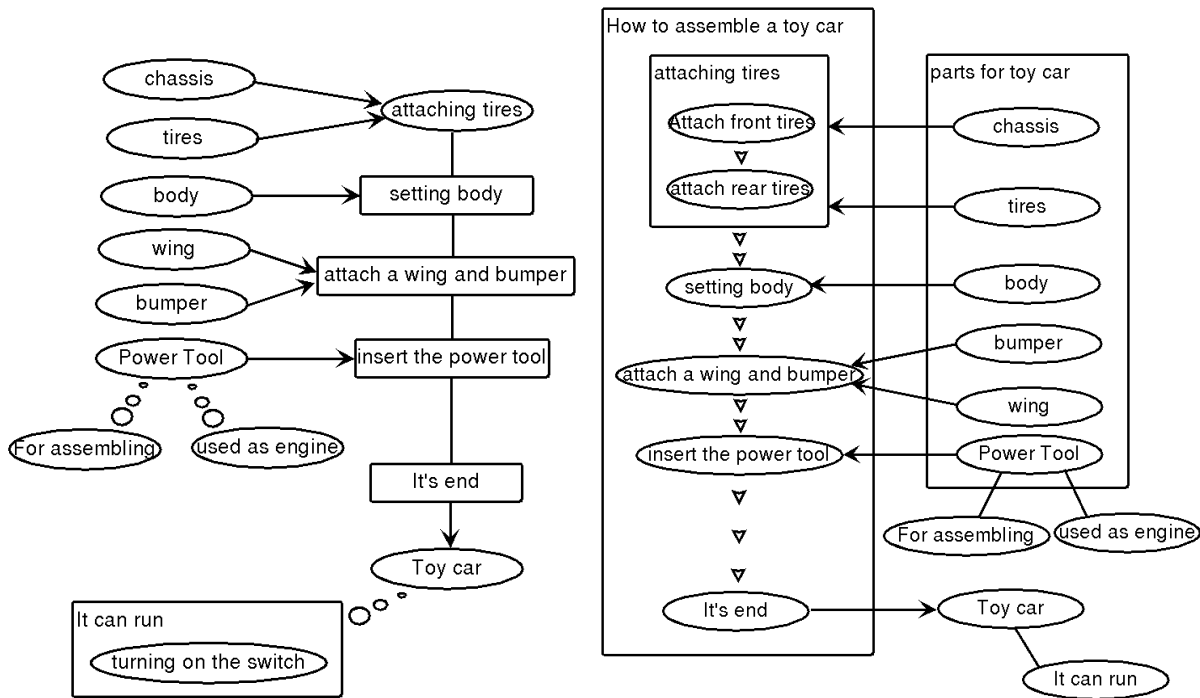 chassis
tires
attaching tires
body
setting body
wing
bumper
attach a wing and bumper
Power Tool
insert the power tool
For assembling
used as engine
It's end
Toy car
It can run
turning on the switch
How to assemble a toy car
attaching tires
Attach front tires
attach rear tires
setting body
attach a wing and bumper
insert the power tool
It's end
parts for toy car
chassis
tires
body
bumper
wing
Power Tool
For assembling
used as engine
Toy car
It can run